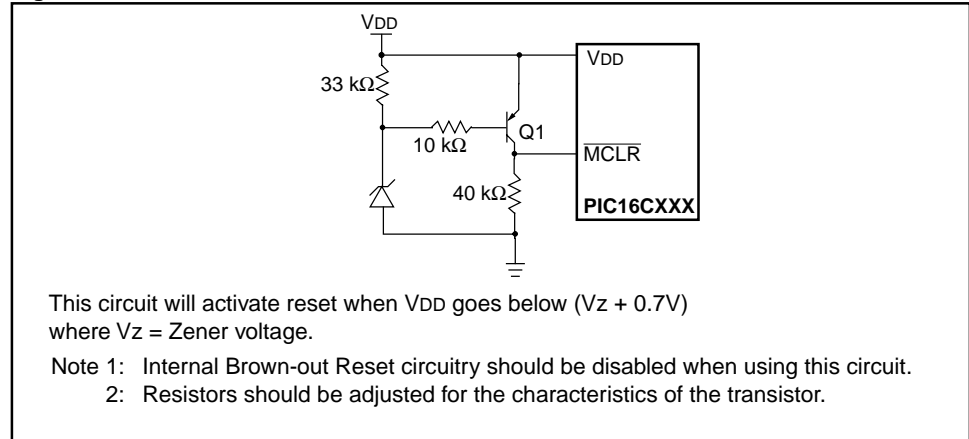 VDD
VDD
33 kΩ
Q1
10 kΩ
MCLR
40 kΩ
PIC16CXXX
This circuit will activate reset when VDD goes below (Vz + 0.7V)
where Vz = Zener voltage.
Note 1: Internal Brown-out Reset circuitry should be disabled when using this circuit.
2: Resistors should be adjusted for the characteristics of the transistor.